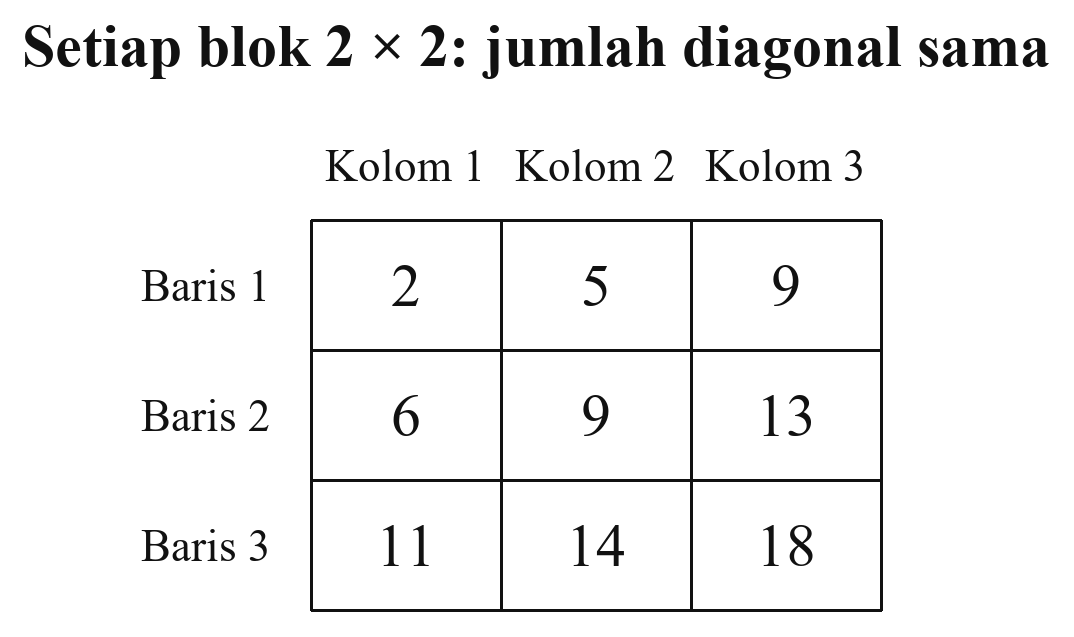 Setiap blok 2 × 2: jumlah diagonal sama
Kolom 1 Kolom 2 Kolom 3
Baris 1 2 5 9
Baris 2 6 9 13
Baris 3 11 14 18